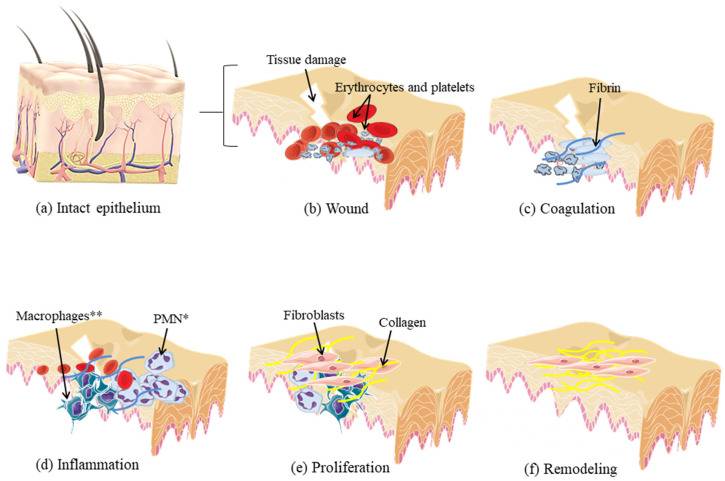 Tissue damage
Erythrocytes and platelets
Fibrin
(a) Intact epithelium
(b) Wound
(c) Coagulation
Macrophages**
PMN*
Fibroblasts
Collagen
(d) Inflammation
(e) Proliferation
(f) Remodeling